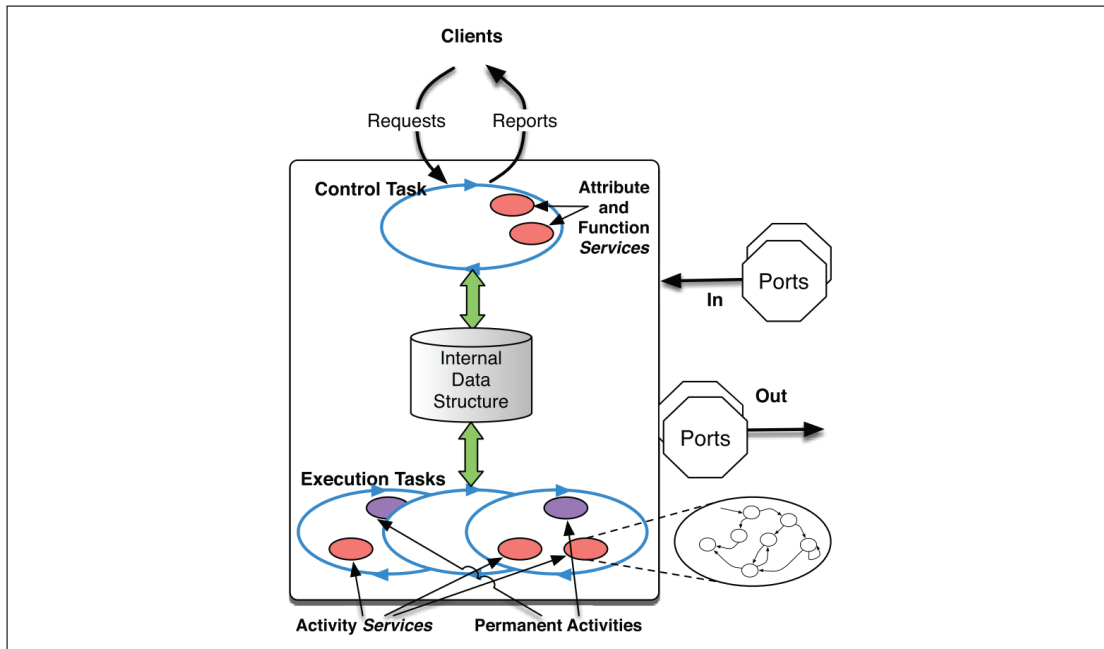 Clients
Requests
Reports
Control Task
Attribute
and
Function
Services
Ports
In
Internal
Data
Structure
Out
Ports
Execution Tasks
Activity Services
Permanent Activities